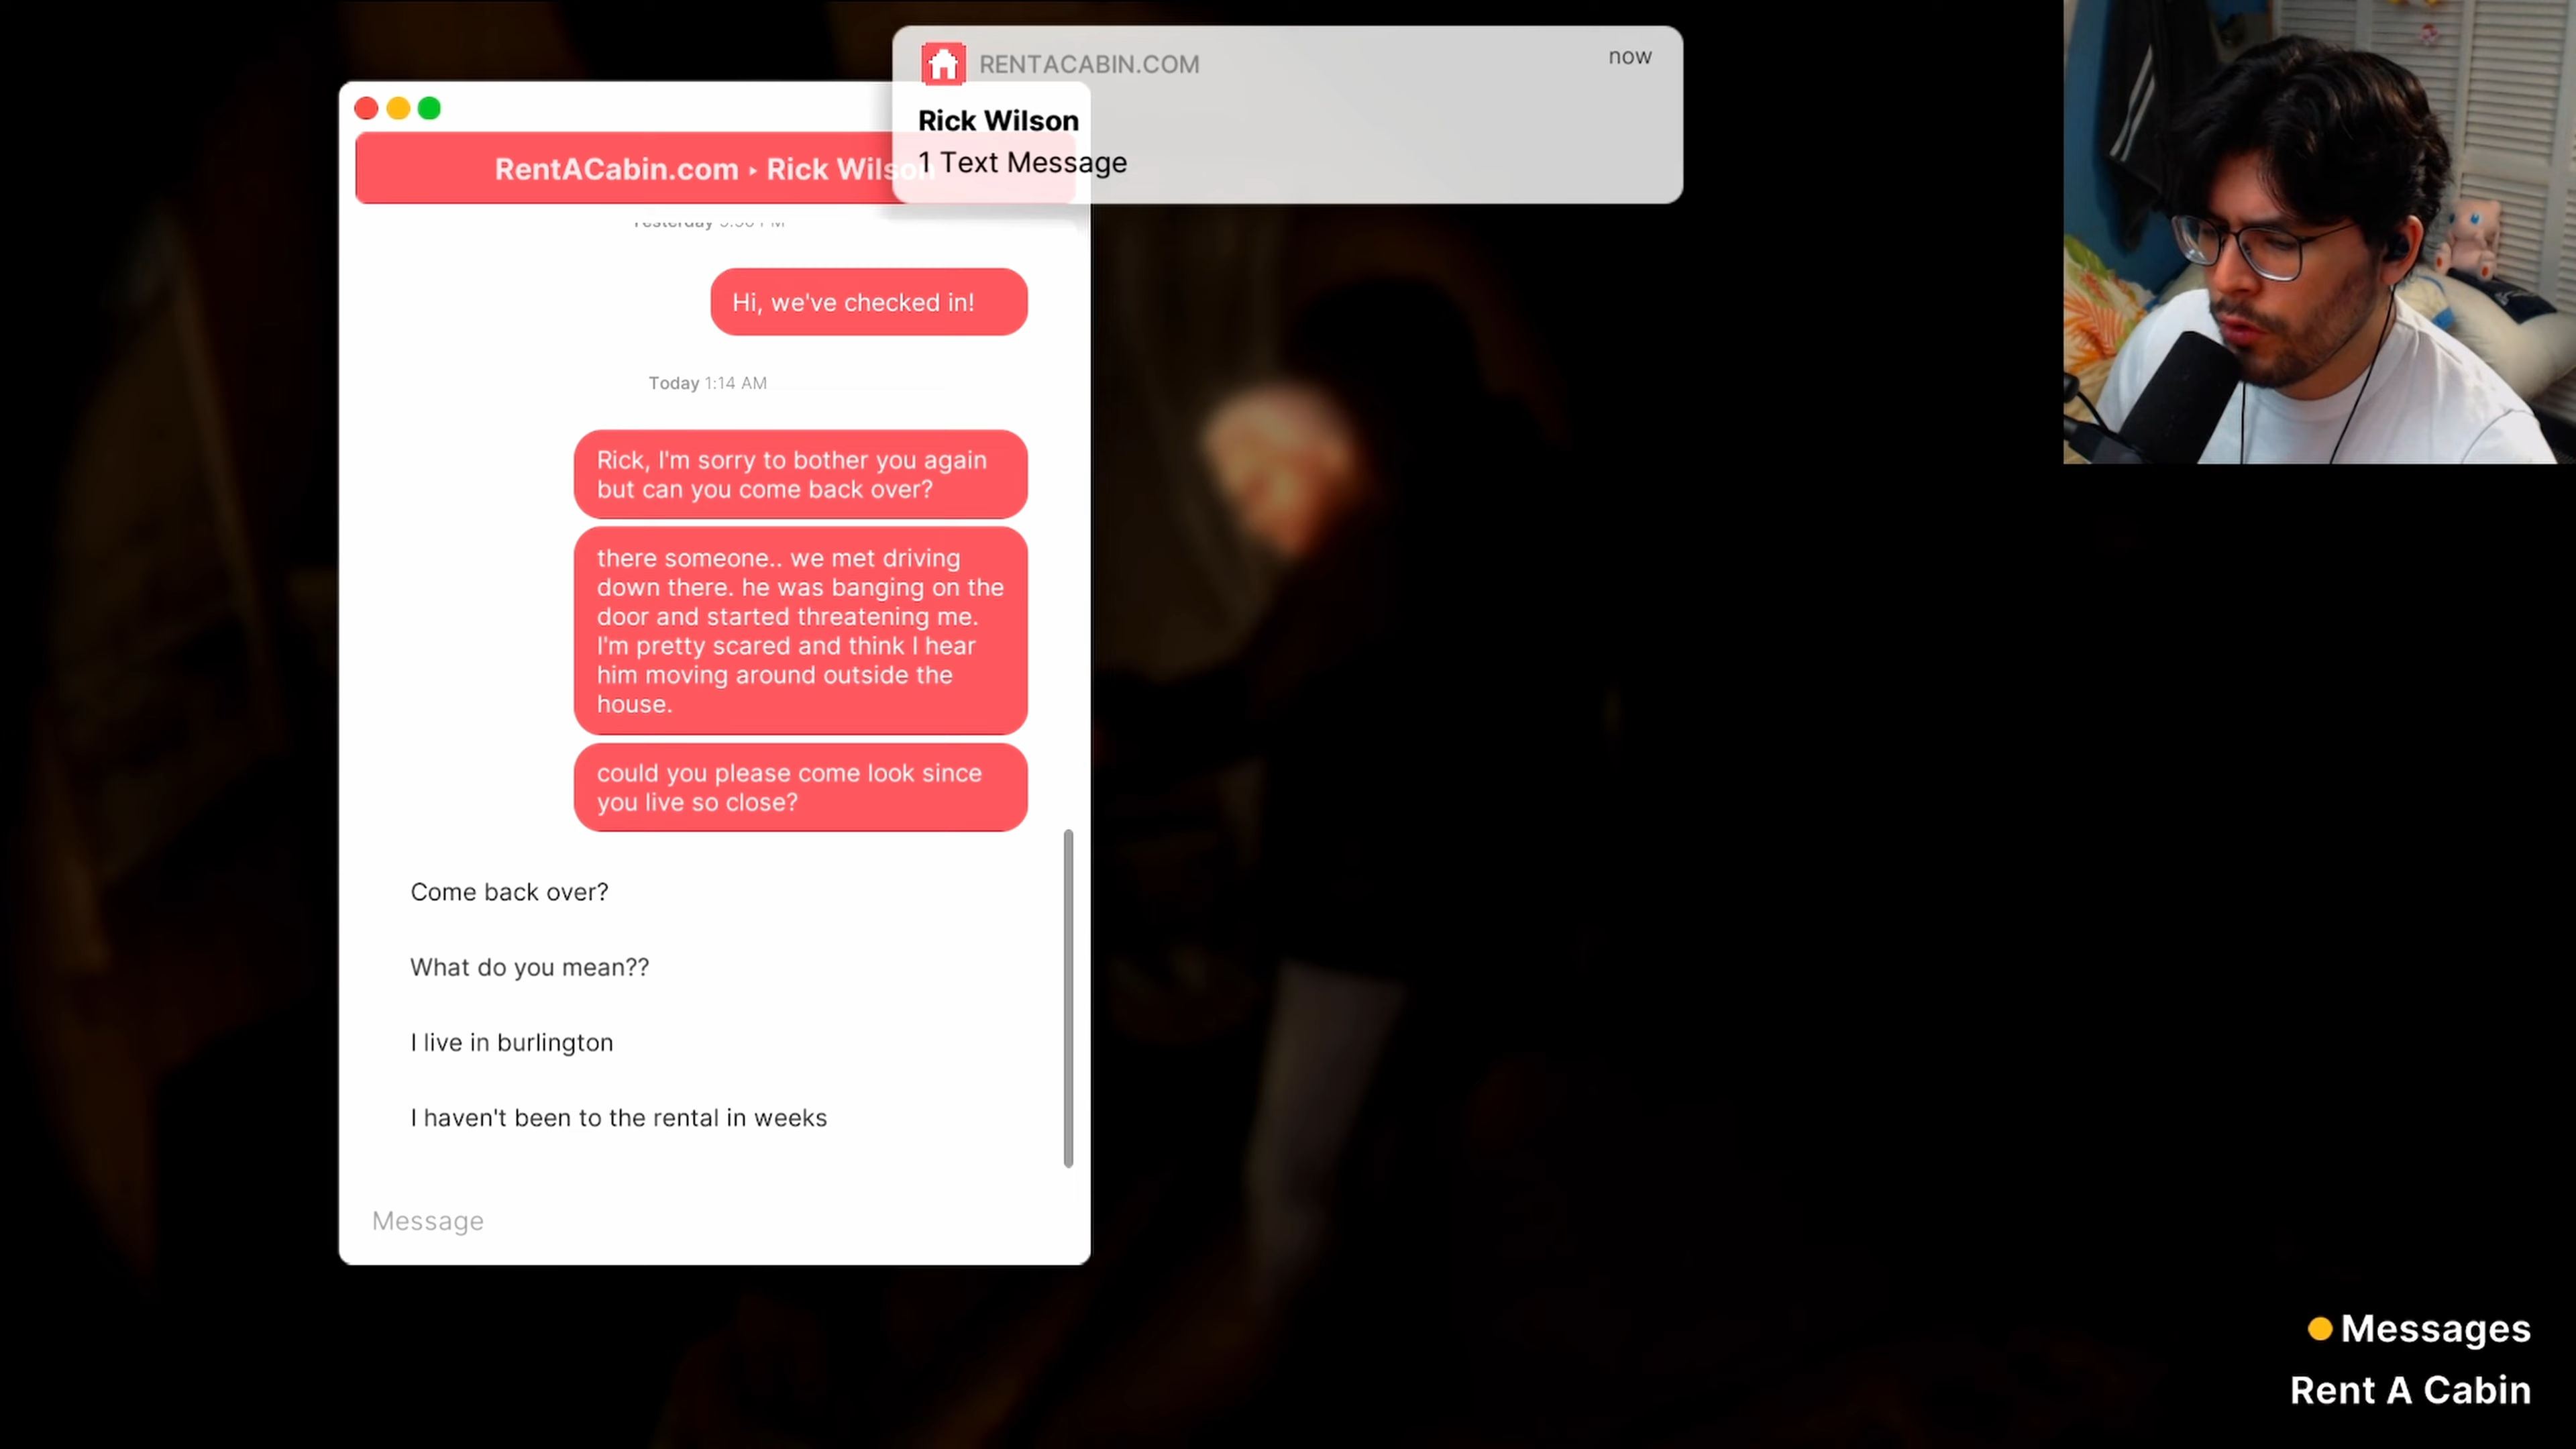 RENTACABIN.COM
now
Rick Wilson
1 Text Message
RentACabin.com ‣ Rick Wilson
Yesterday
Hi, we've checked in!
Today 1:14 AM
Rick, I'm sorry to bother you again
but can you come back over?
there someone.. we met driving
down there. he was banging on the
door and started threatening me.
I'm pretty scared and think I hear
him moving around outside the
house.
could you please come look since
you live so close?
Come back over?
What do you mean??
I live in burlington
I haven't been to the rental in weeks
Message
Messages
Rent A Cabin